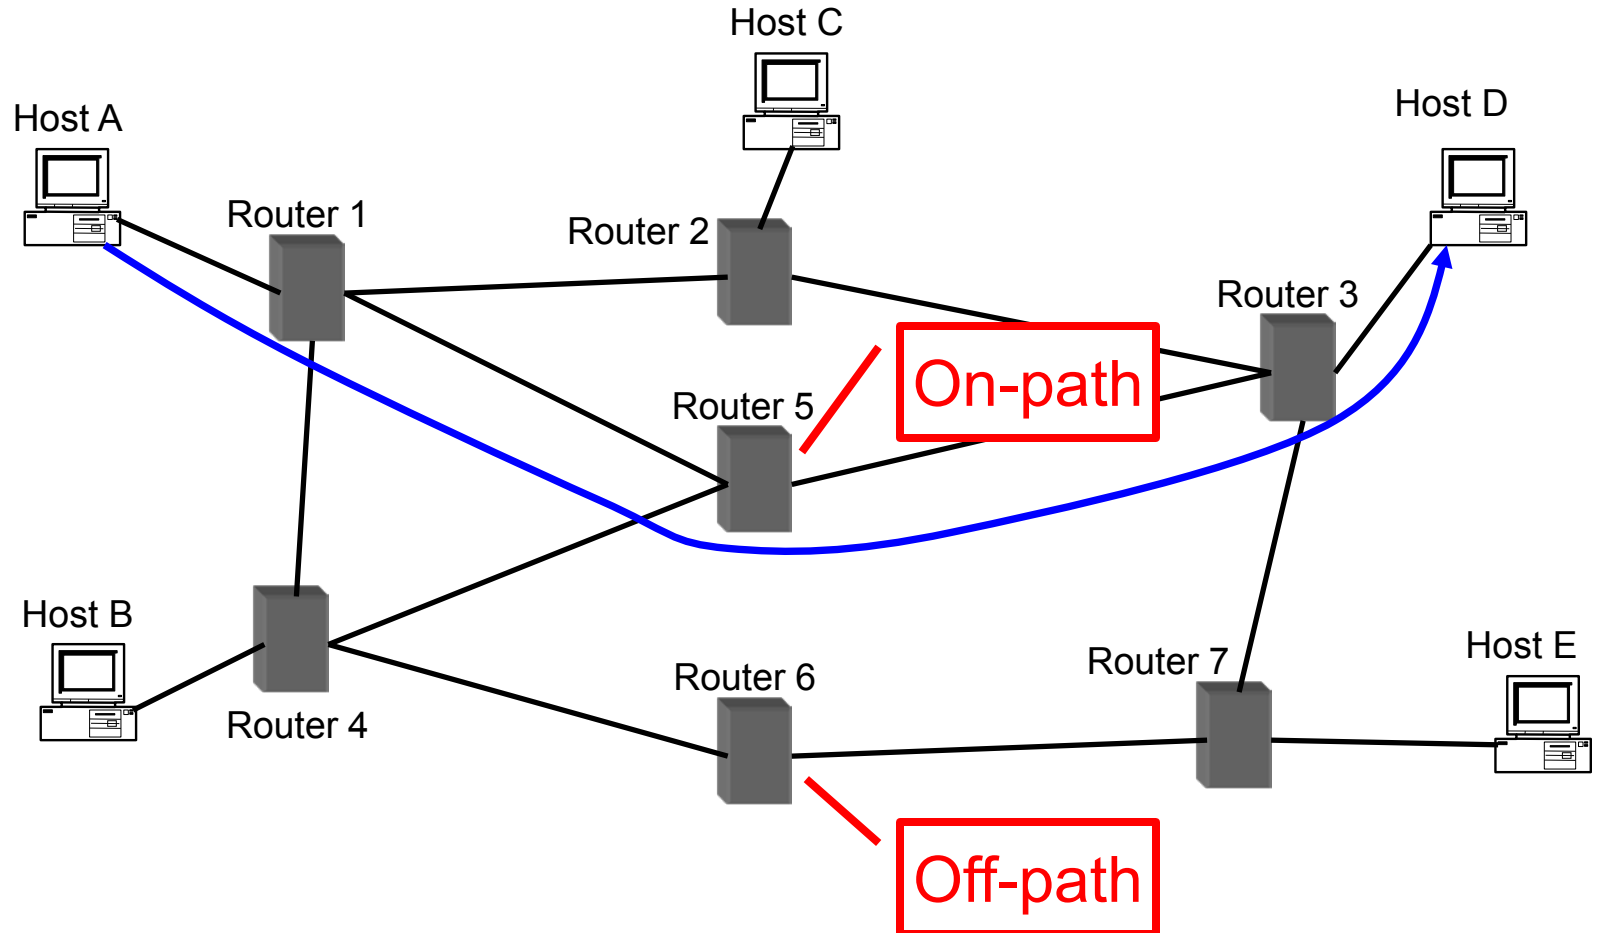 Host C
Host D
Host A
Router 1
Router 2
Router 3
On-path
Router 5
Host B
Host E
Router 7
Router 6
Router 4
Off-path